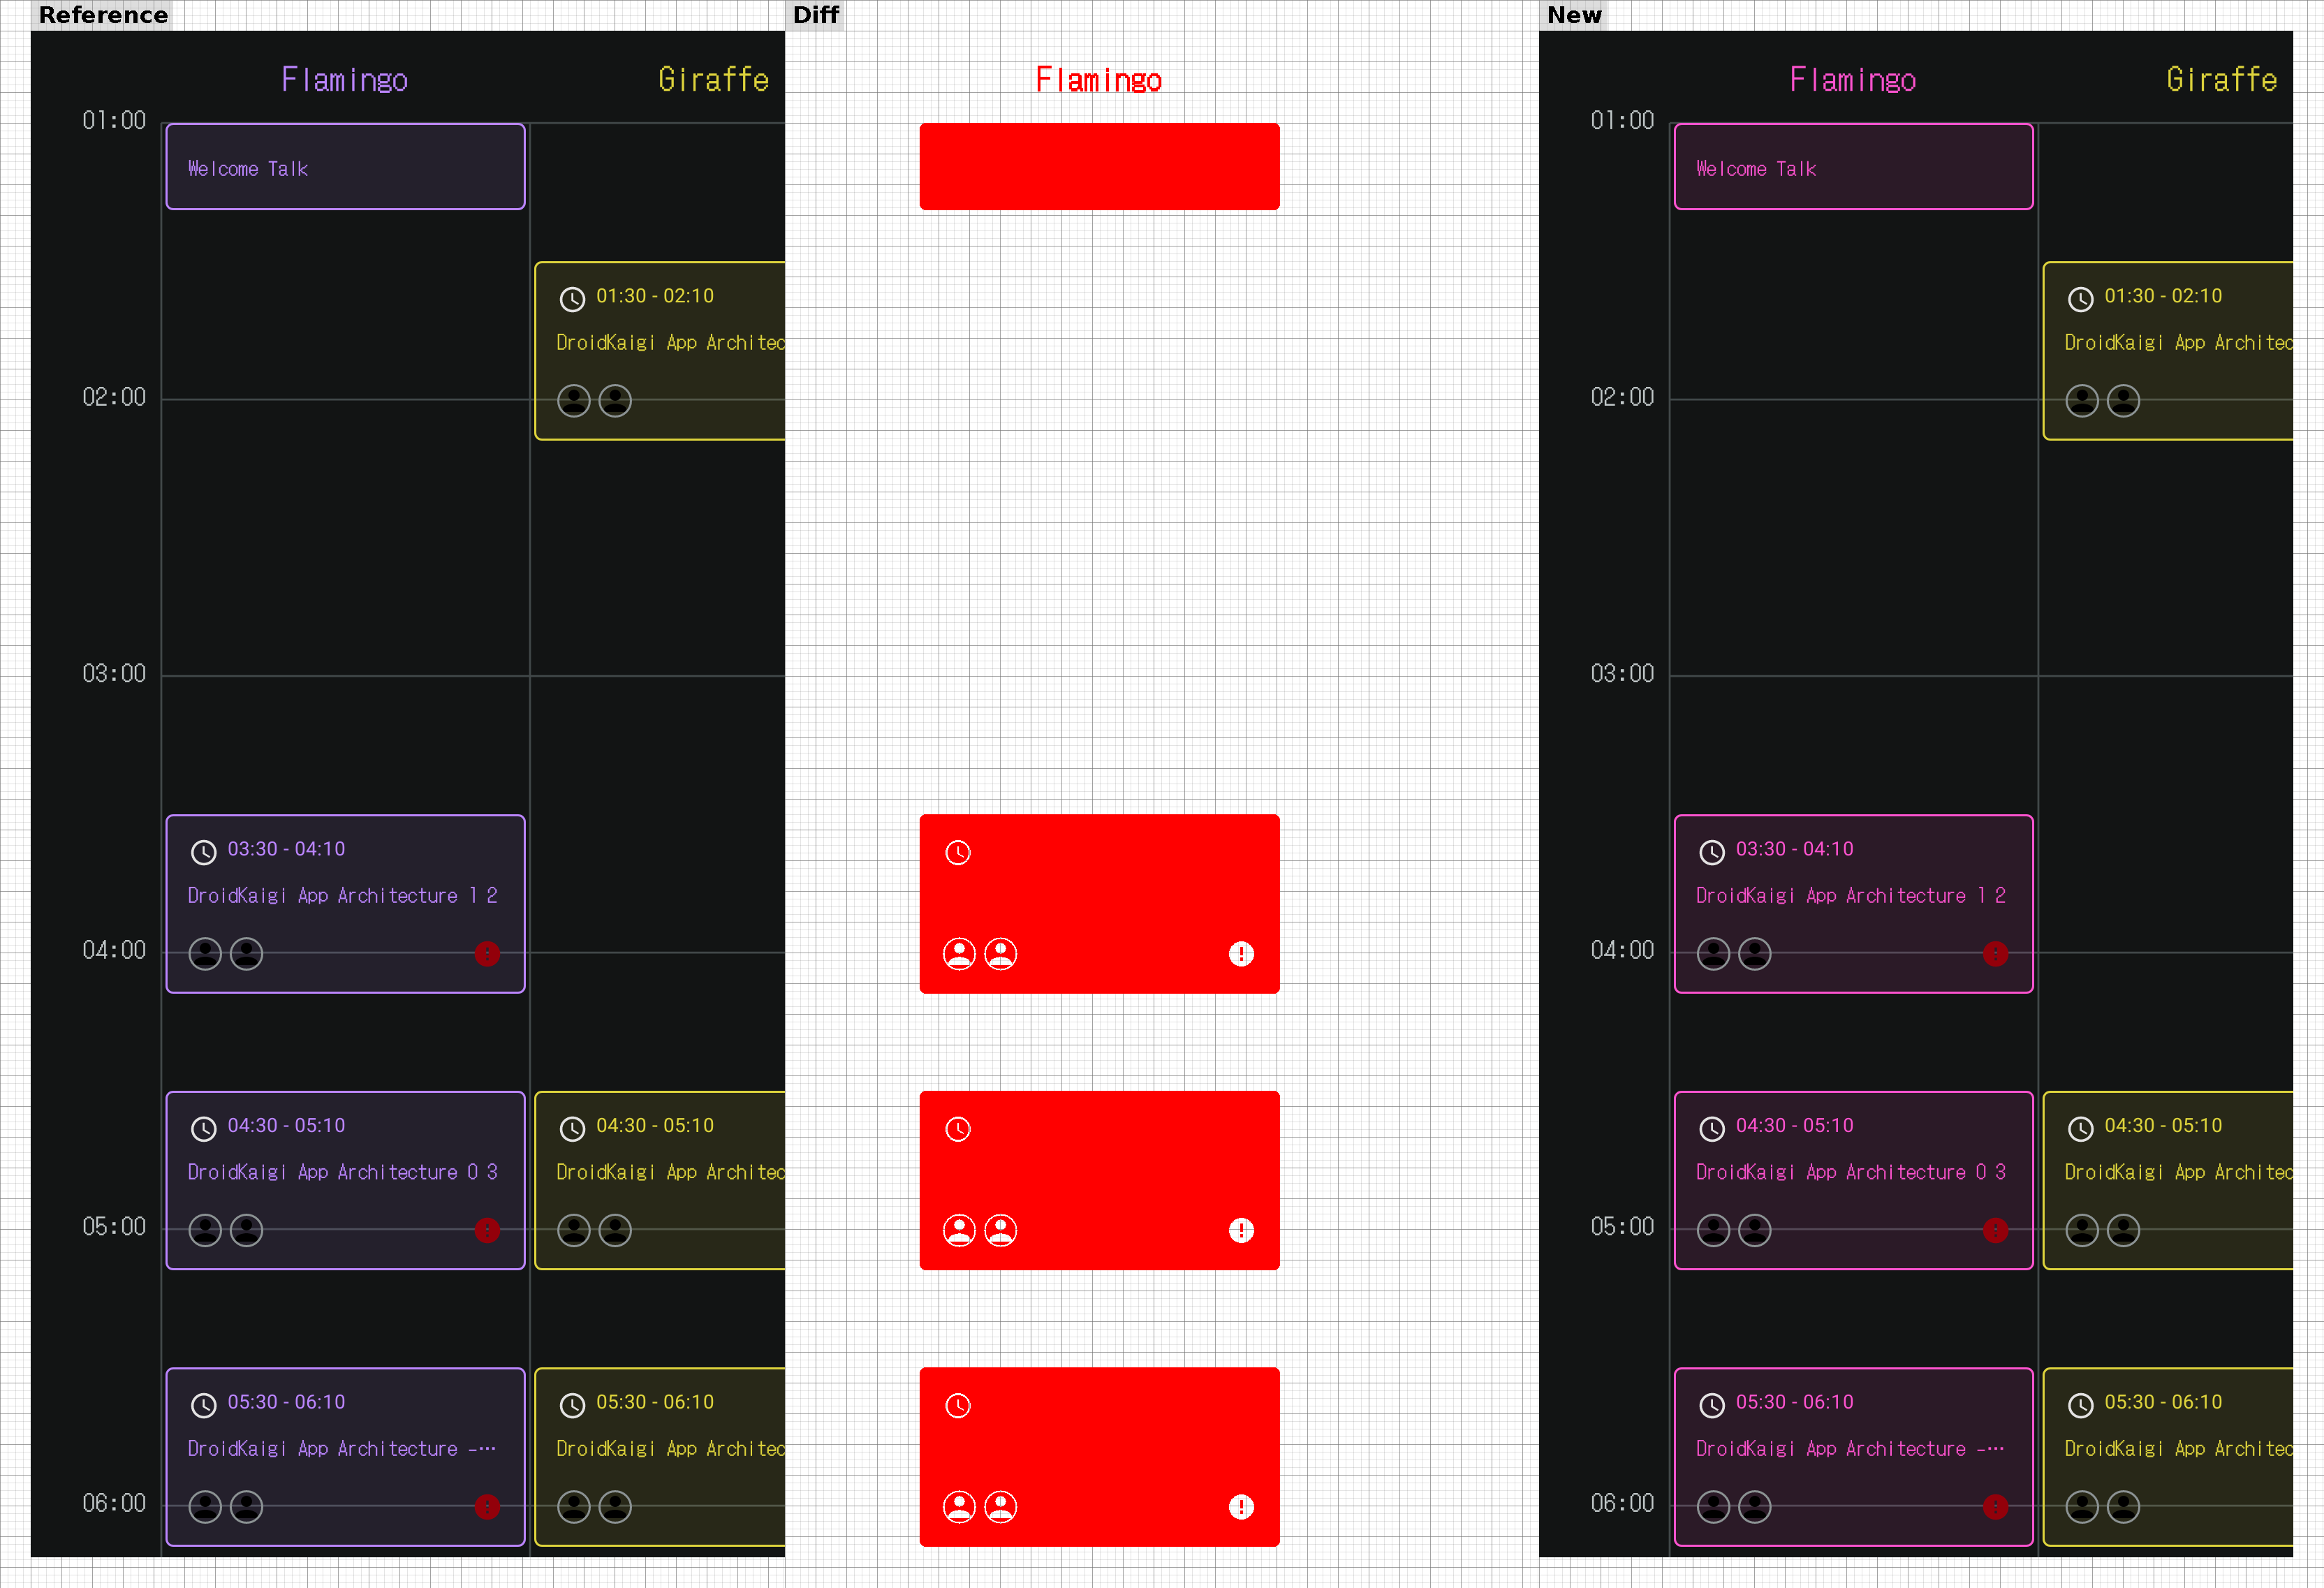 Reference
Flamingo
Giraffe
01:00
Welcome Talk
01:30 - 02:10
DroidKaigi App Architec
02:00
03:00
03:30 - 04:10
DroidKaigi App Architecture 1 2
04:00
04:30 - 05:10
04:30 - 05:10
DroidKaigi App Architecture 0 3
DroidKaigi App Architec
05:00
05:30 - 06:10
05:30 - 06:10
DroidKaigi App Architecture -…
DroidKaigi App Architec
06:00
Diff
Flamingo
New
Flamingo
Giraffe
01:00
Welcome Talk
01:30 - 02:10
DroidKaigi App Architec
02:00
03:00
03:30 - 04:10
DroidKaigi App Architecture 1 2
04:00
04:30 - 05:10
04:30 - 05:10
DroidKaigi App Architecture 0 3
DroidKaigi App Architec
05:00
05:30 - 06:10
05:30 - 06:10
DroidKaigi App Architecture -…
DroidKaigi App Architec
06:00